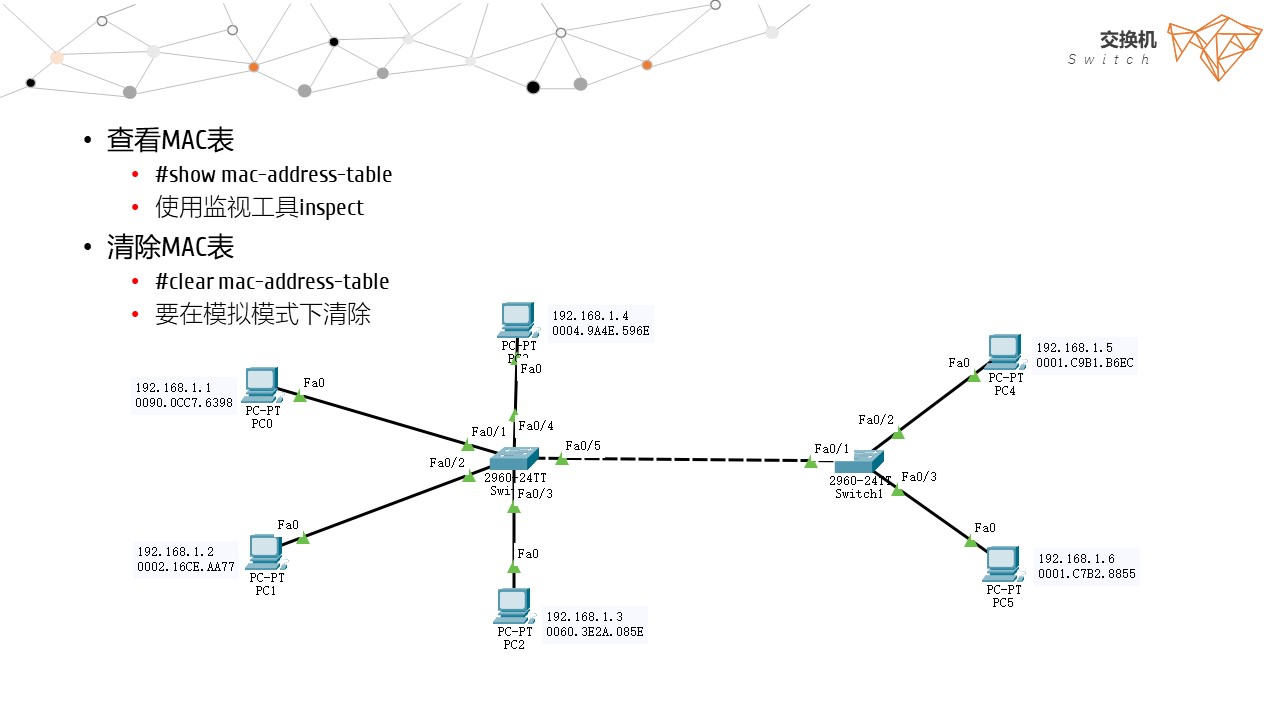 交换机
Switch
查看MAC表
#show mac-address-table
使用监视工具inspect
清除MAC表
#clear mac-address-table
要在模拟模式下清除
192.168.1.4
0004.9A4E.596E
PC-PT
Fa0
192.168.1.5
0001.C9B1.B6EC
Fa0
PC-PT
PC4
192.168.1.1
0090.0CC7.6398
Fa0
PC-PT
PC0
Fa0/4
Fa0/1
Fa0/5
Fa0/2
2960-24TT
Fa0/3
Fa0/2
Fa0/1
Fa0/3
2960-24TT
Switch1
Fa0
192.168.1.2
0002.16CE.AA77
PC-PT
PC1
Fa0
192.168.1.3
0060.3E2A.085E
PC-PT
PC2
Fa0
192.168.1.6
0001.C7B2.8855
PC-PT
PC5